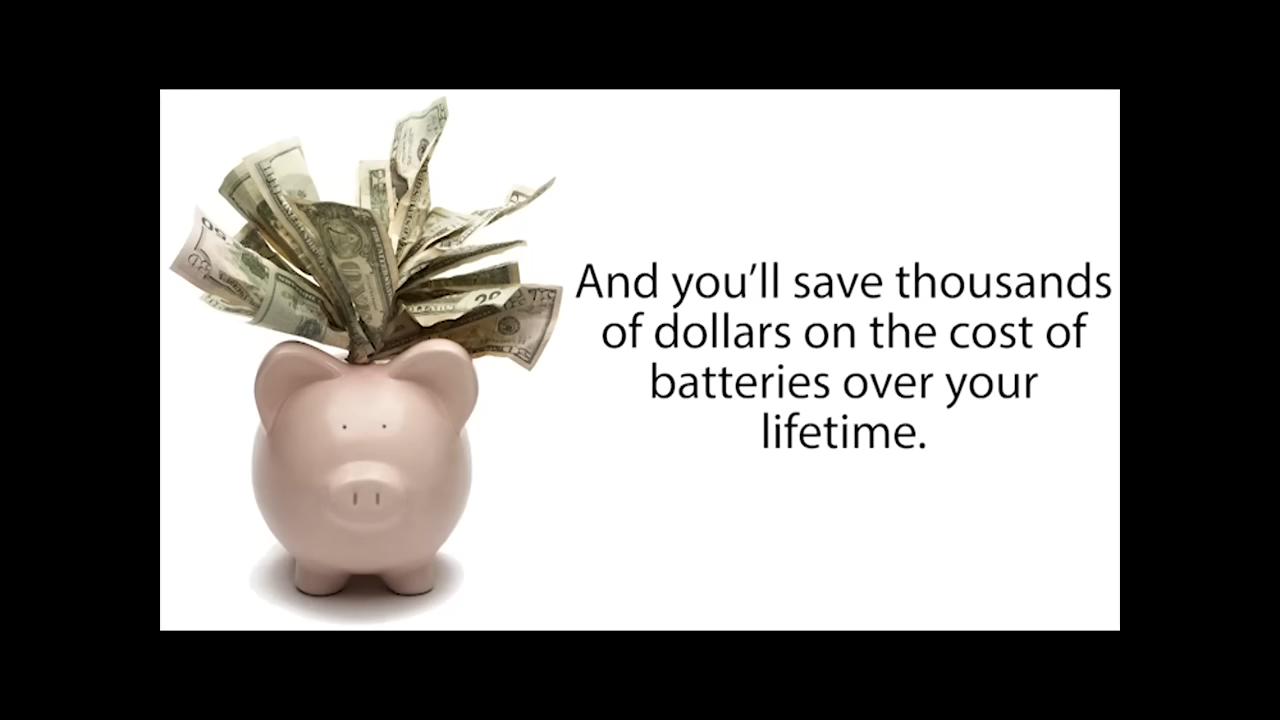 And you’ll save thousands
of dollars on the cost of
batteries over your
lifetime.